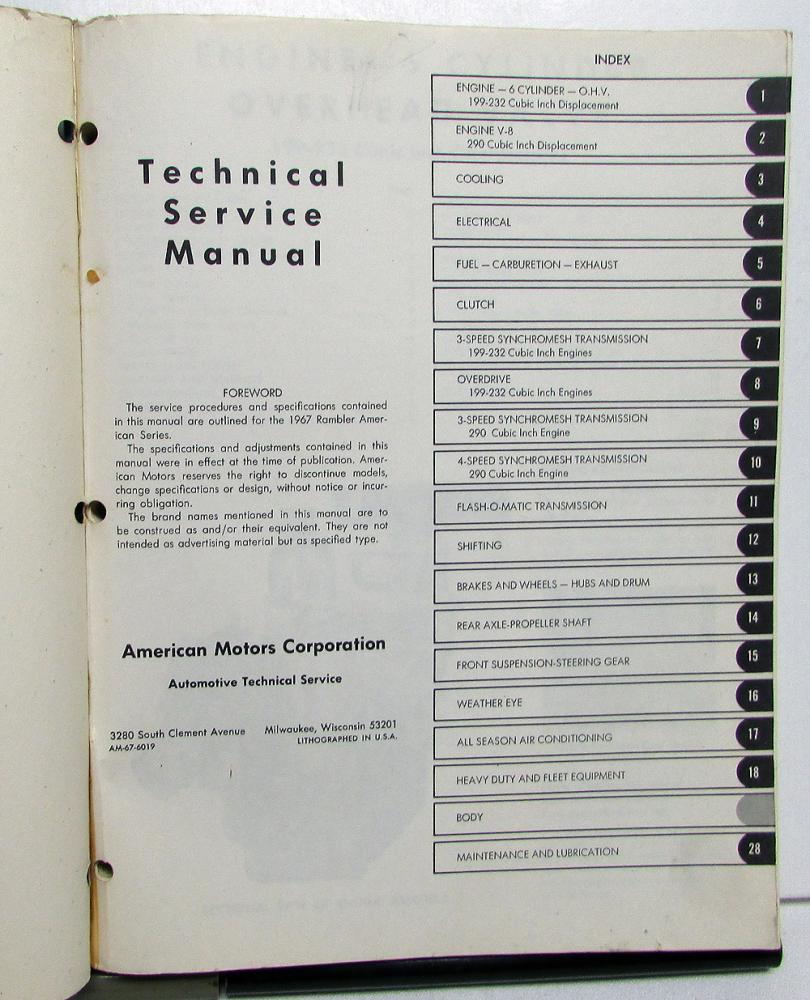 Technical
Service
Manual
FOREWORD
The service procedures and specifications contained
in this manual are outlined for the 1967 Rambler Amer-
ican Series.
The specifications and adjustments contained in this
manual were in effect at the time of publication. Amer-
ican Motors reserves the right to discontinue models,
change specifications or design, without notice or incur-
ring obligation.
The brand names mentioned in this manual are to
be construed as and/or their equivalent. They are not
intended as advertising material but as specified type.
American Motors Corporation
Automotive Technical Service
3280 South Clement Avenue Milwaukee, Wisconsin 53201
AM-67-6019 LITHOGRAPHED IN U.S.A.
INDEX
ENGINE — 6 CYLINDER — O.H.V. 1
199-232 Cubic Inch Displacement
ENGINE V-8 2
290 Cubic Inch Displacement
COOLING 3
ELECTRICAL 4
FUEL — CARBURETION — EXHAUST 5
CLUTCH 6
3-SPEED SYNCHROMESH TRANSMISSION 7
199-232 Cubic Inch Engines
OVERDRIVE 8
199-232 Cubic Inch Engines
3-SPEED SYNCHROMESH TRANSMISSION 9
290 Cubic Inch Engine
4-SPEED SYNCHROMESH TRANSMISSION 10
290 Cubic Inch Engine
FLASH-O-MATIC TRANSMISSION 11
SHIFTING 12
BRAKES AND WHEELS — HUBS AND DRUM 13
REAR AXLE-PROPELLER SHAFT 14
FRONT SUSPENSION-STEERING GEAR 15
WEATHER EYE 16
ALL SEASON AIR CONDITIONING 17
HEAVY DUTY AND FLEET EQUIPMENT 18
BODY
MAINTENANCE AND LUBRICATION 28